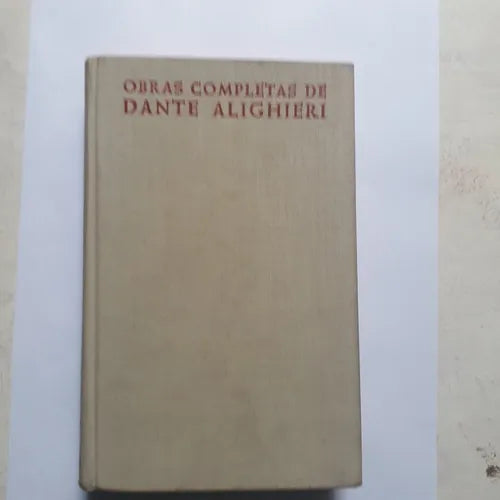 OBRAS COMPLETAS DE
DANTE ALIGHIERI